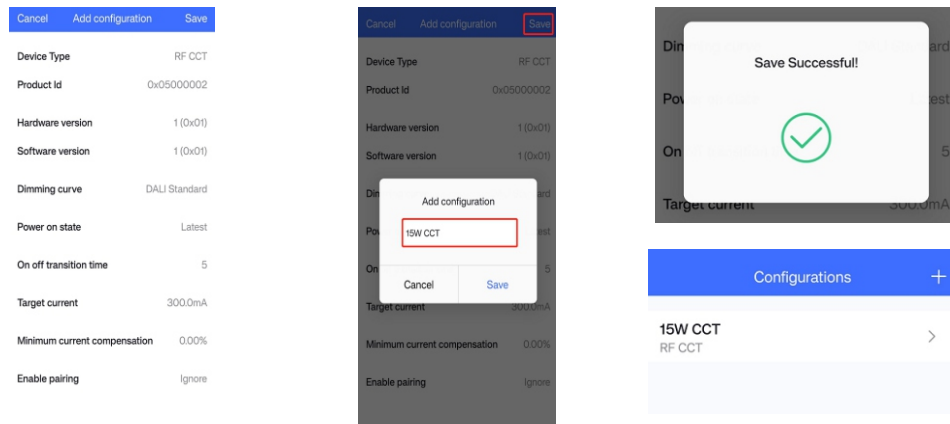 Cancel Add configuration Save
Device Type RF CCT
Product Id 0x05000002
Hardware version 1 (0x01)
Software version 1 (0x01)
Dimming curve DALI Standard
Power on state Latest
On off transition time 5
Target current 300.0mA
Minimum current compensation 0.00%
Enable pairing Ignore
Cancel Add configuration Save
Device Type RF CCT
Product Id 0x05000002
Hardware version 1 (0x01)
Software version 1 (0x01)
Add configuration
15W CCT
Cancel Save
Target current 300.0mA
Minimum current compensation 0.00%
Enable pairing Ignore
Save Successful!
On 5
Target current 300.0mA
Configurations +
15W CCT
RF CCT